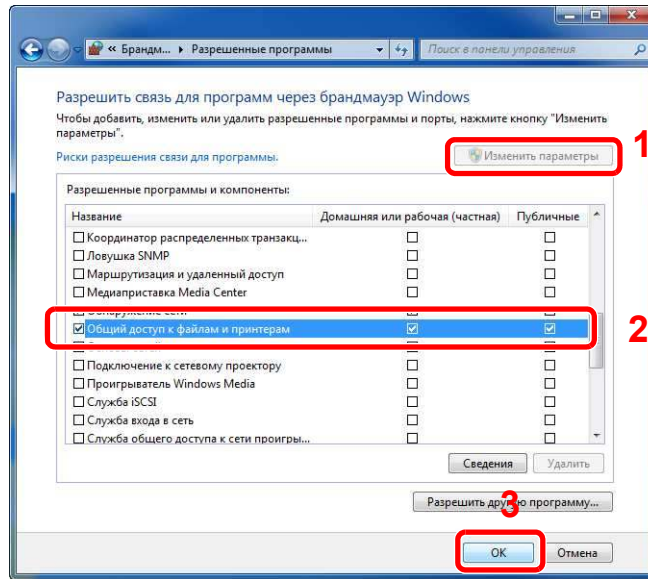 « Брандм... ▸ Разрешенные программы
Поиск в панели управления
Разрешить связь для программ через брандмауэр Windows
Чтобы добавить, изменить или удалить разрешенные программы и порты, нажмите кнопку "Изменить
параметры".
Риски разрешения связи для программы.
Изменить параметры
1
Разрешенные программы и компоненты:
Название Домашняя или рабочая (частная) Публичные
Координатор распределенных транзакц...
Ловушка SNMP
Маршрутизация и удаленный доступ
Медиаприставка Media Center
Обнаружение сети
Общий доступ к файлам и принтерам
2
Подключение к сетевому проектору
Проигрыватель Windows Media
Служба iSCSI
Служба входа в сеть
Служба общего доступа к сети проигры...
Сведения Удалить
Разрешить другую программу...
3
ОК Отмена